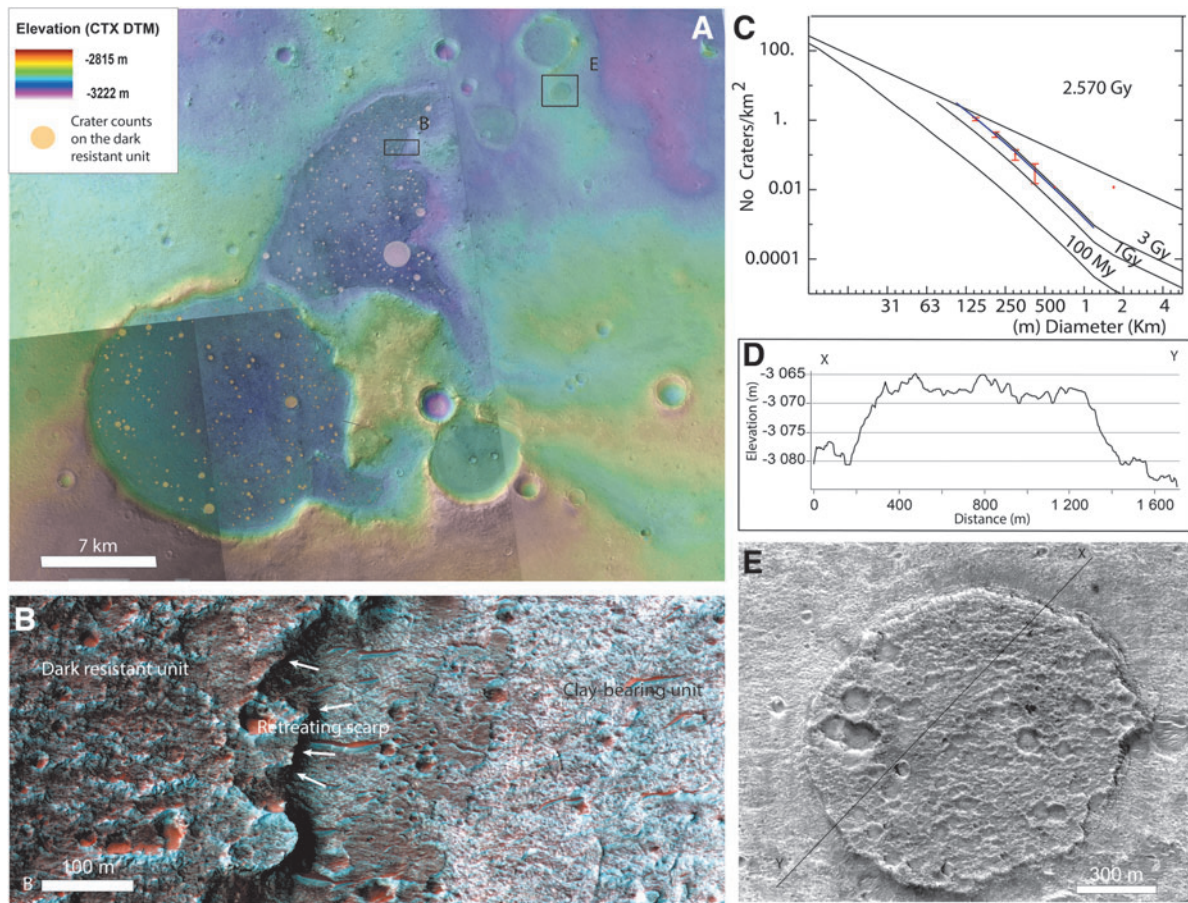 Elevation (CTX DTM)
-2815 m
-3222 m
Crater counts
on the dark
resistant unit
A
E
B
7 km
B
Dark resistant unit
Clay-bearing unit
Retreating scarp
100 m
B
C
No Craters/km²
100.
1.
0.01
0.0001
2.570 Gy
3 Gy
1Gy
100 My
31 63 125 250 500 1 2 4
(m) Diameter (Km)
D
X Y
Elevation (m)
-3 065
-3 070
-3 075
-3 080
0 400 800 1 200 1 600
Distance (m)
E
X
Y
300 m